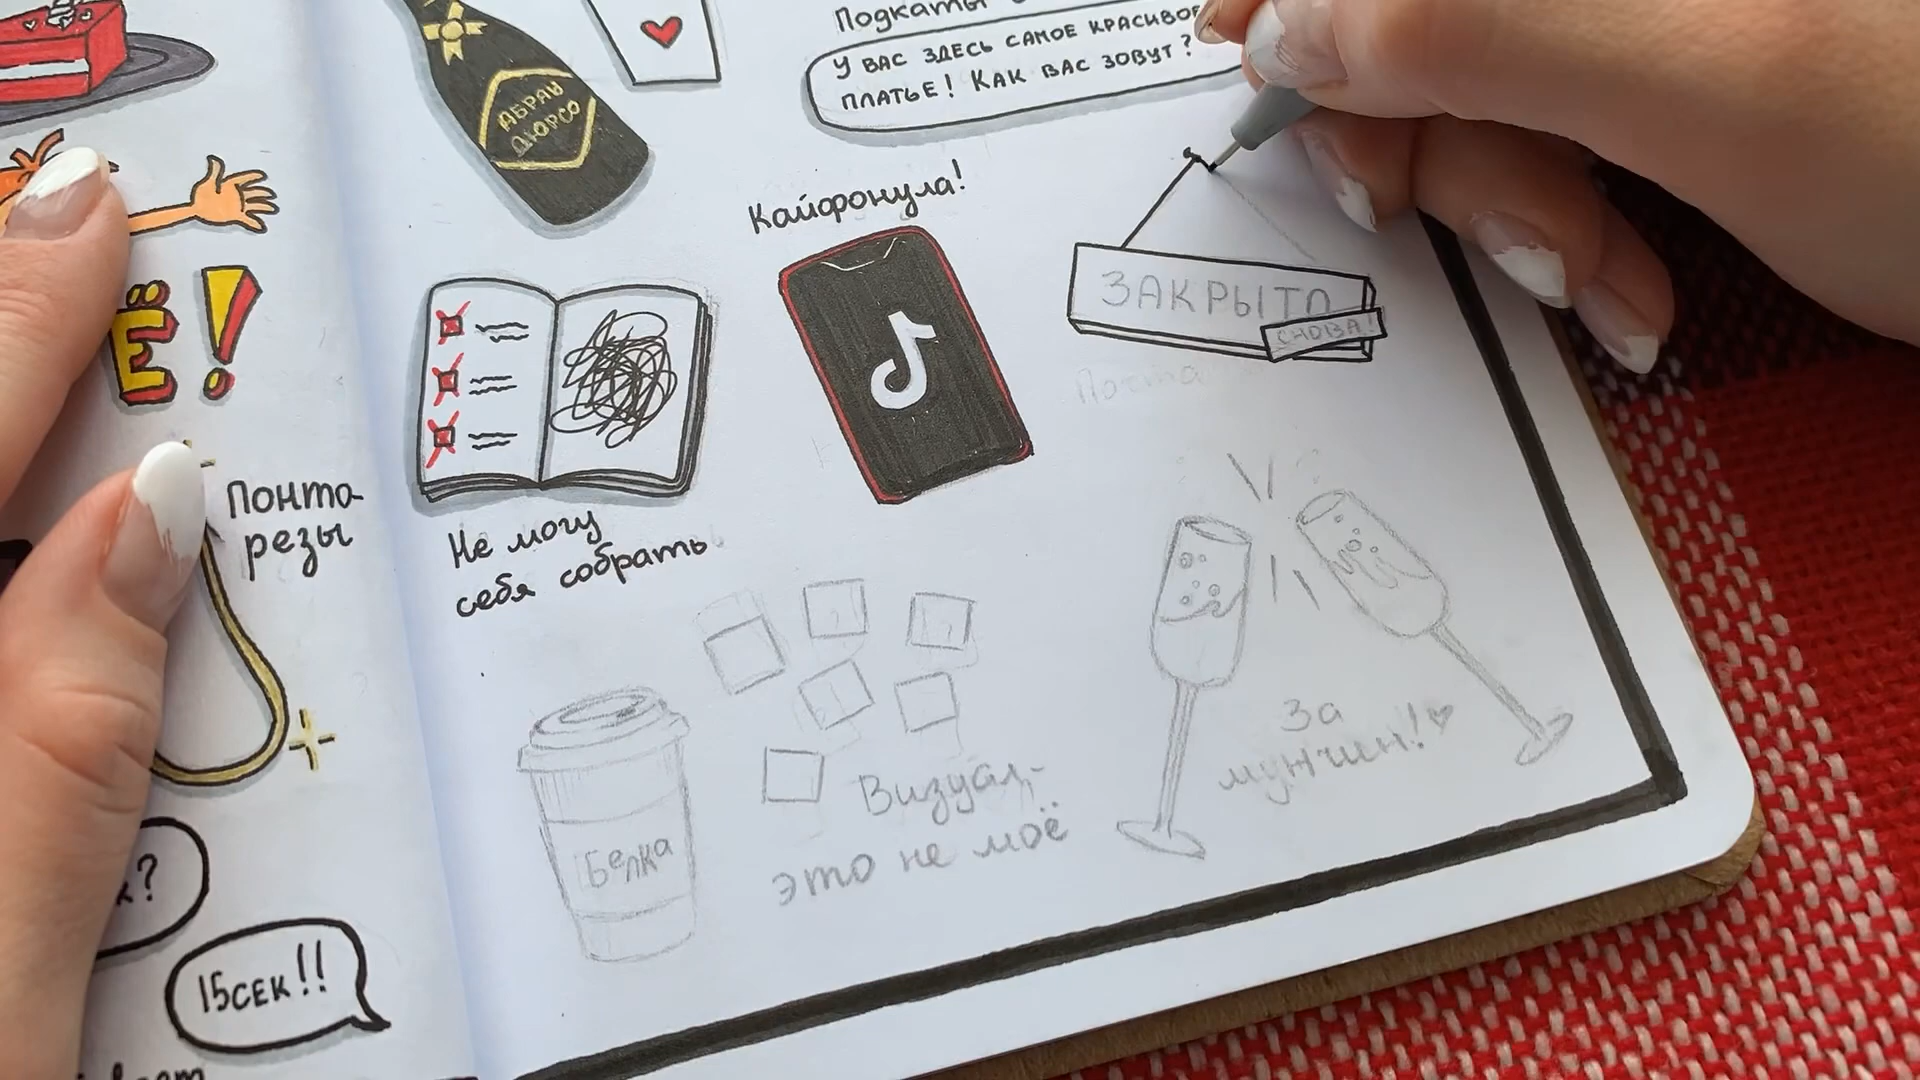 Подкаты
У ВАС ЗДЕСЬ САМОЕ КРАСИВОЕ
ПЛАТЬЕ! КАК ВАС ЗОВУТ?
АБРАУ
ДЮРСО
Кайфонула!
ЗАКРЫТО
СНОВА!
Ё!
Понто-
резы
Не могу
себя собрать
Белка
Визуал-
это не моё
За
мужчин!
15СЕК!!